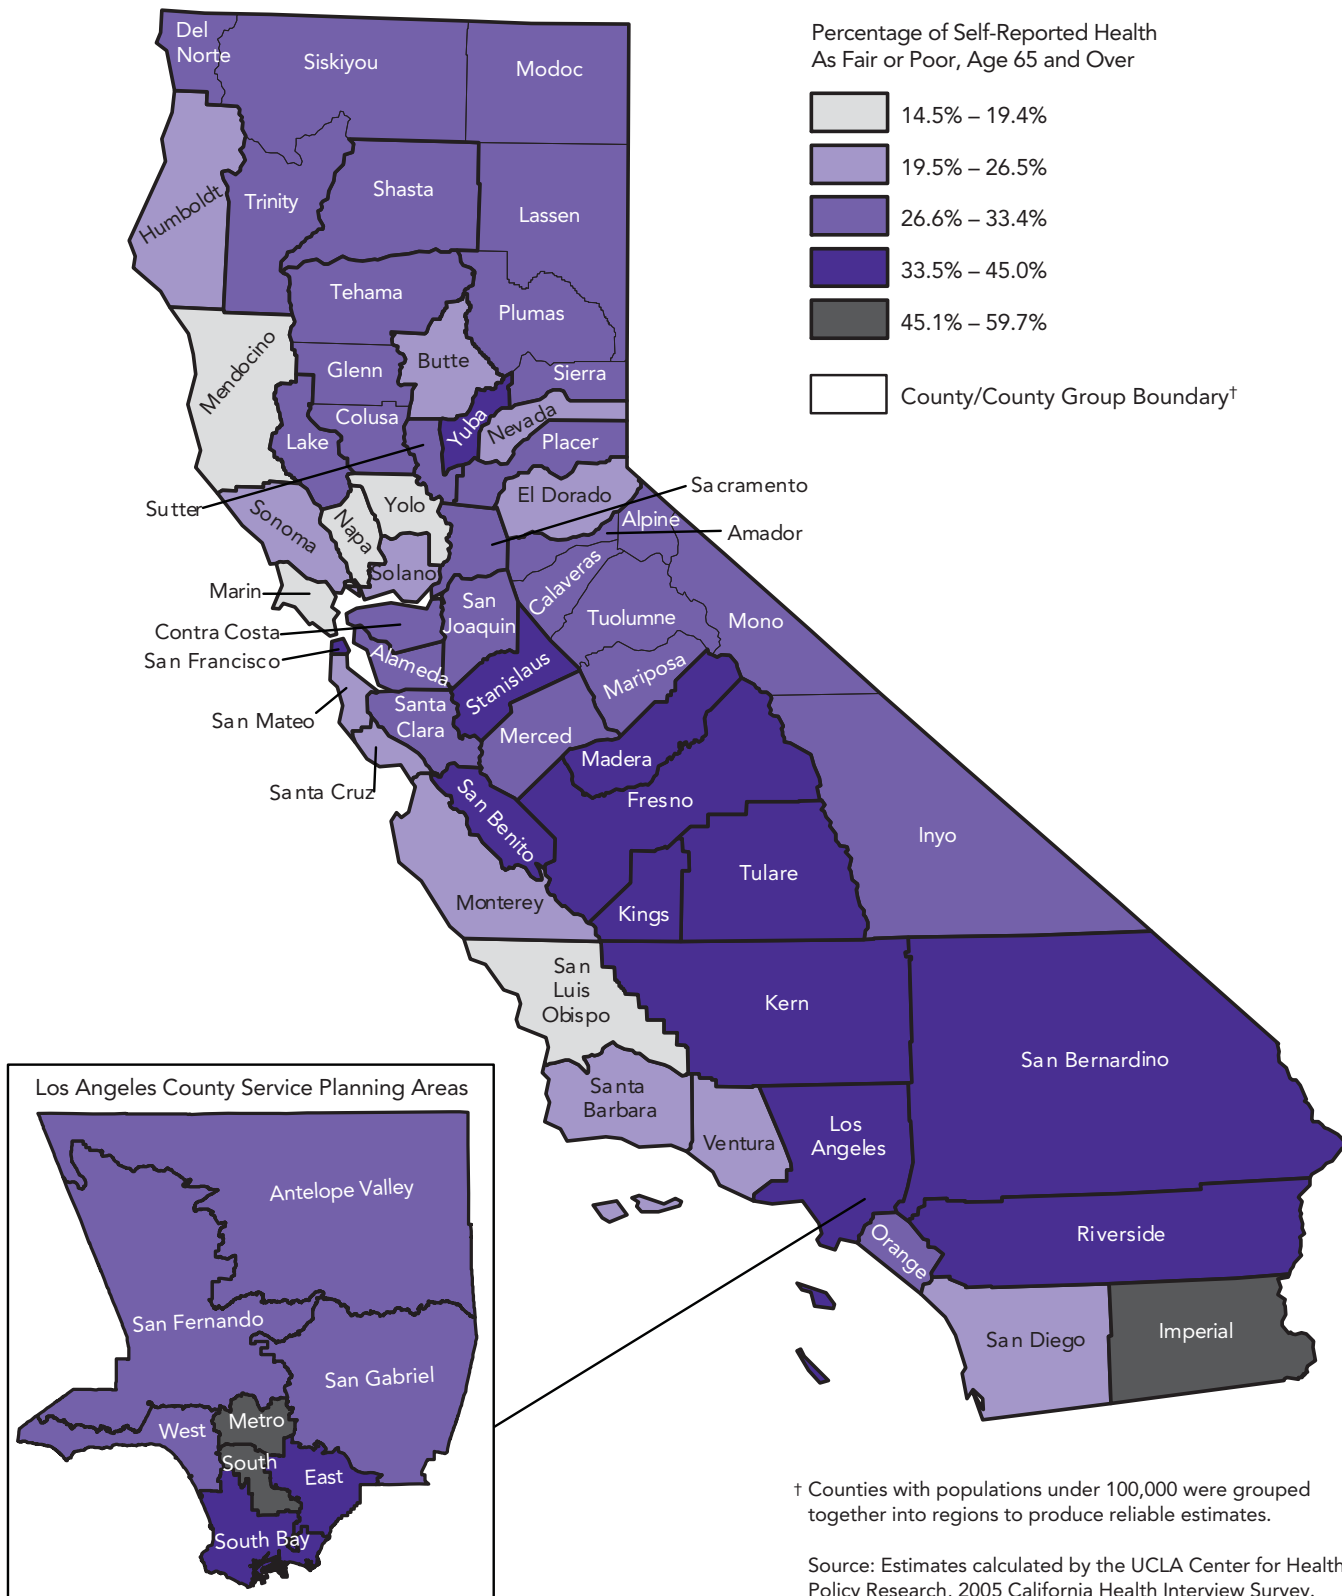 Percentage of Self-Reported Health
As Fair or Poor, Age 65 and Over
14.5% – 19.4%
19.5% – 26.5%
26.6% – 33.4%
33.5% – 45.0%
45.1% – 59.7%
County/County Group Boundary†
Del
Norte
Siskiyou
Modoc
Humboldt
Trinity
Shasta
Lassen
Tehama
Plumas
Mendocino
Glenn
Butte
Sierra
Colusa
Lake
Yuba
Nevada
Placer
Sutter
Sonoma
Napa
Yolo
El Dorado
Sacramento
Alpine
Amador
Solano
Marin
Calaveras
San
Joaquin
Tuolumne
Mono
Contra Costa
San Francisco
Alameda
Stanislaus
Mariposa
San Mateo
Santa
Clara
Merced
Madera
Santa Cruz
San Benito
Fresno
Inyo
Tulare
Monterey
Kings
San
Luis
Obispo
Kern
San Bernardino
Santa
Barbara
Ventura
Los
Angeles
Orange
Riverside
San Diego
Imperial
Los Angeles County Service Planning Areas
Antelope Valley
San Fernando
San Gabriel
West
Metro
South
East
South Bay
† Counties with populations under 100,000 were grouped
together into regions to produce reliable estimates.
Source: Estimates calculated by the UCLA Center for Health
Policy Research, 2005 California Health Interview Survey.